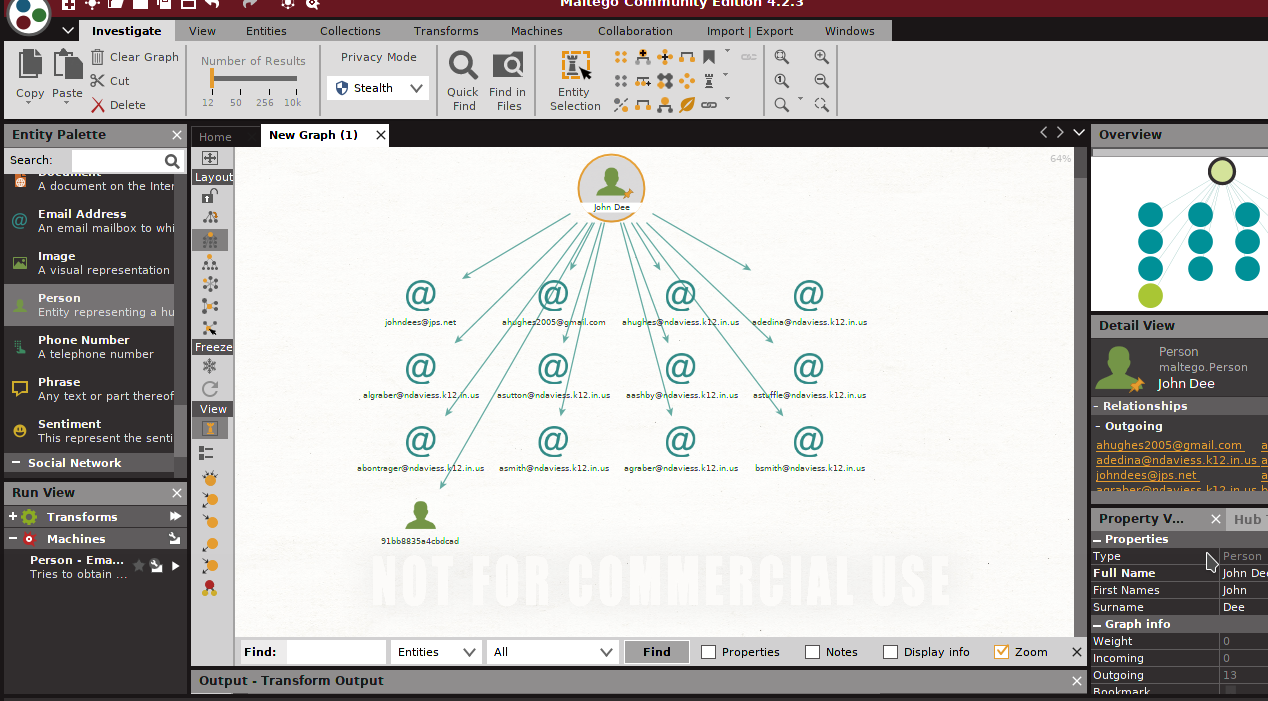 Maltego Community Edition 4.2.3
Investigate View Entities Collections Transforms Machines Collaboration Import | Export Windows
Copy Paste Clear Graph Cut Delete
Number of Results
12 50 256 10k
Privacy Mode
Stealth
Quick Find
Find in Files
Entity Selection
Entity Palette
Search:
Document
A document on the Inter
Email Address
An email mailbox to whi
Image
A visual representation
Person
Entity representing a hu
Phone Number
A telephone number
Phrase
Any text or part thereof
Sentiment
This represent the senti
Social Network
Run View
Transforms
Machines
Person - Ema...
Tries to obtain ...
Home New Graph (1)
Layout
Freeze
View
64%
John Dee
johndees@jps.net ahughes2005@gmail.com ahughes@ndaviess.k12.in.us adedina@ndaviess.k12.in.us
algraber@ndaviess.k12.in.us asutton@ndaviess.k12.in.us aashby@ndaviess.k12.in.us astuffle@ndaviess.k12.in.us
abontrager@ndaviess.k12.in.us asmith@ndaviess.k12.in.us agraber@ndaviess.k12.in.us bsmith@ndaviess.k12.in.us
91bb8835a4cbdcad
NOT FOR COMMERCIAL USE
Find: Entities All Find Properties Notes Display info Zoom
Output - Transform Output
Overview
Detail View
Person
maltego.Person
John Dee
- Relationships
- Outgoing
ahughes2005@gmail.com a
adedina@ndaviess.k12.in.us a
johndees@jps.net a
agraber@ndaviess.k12.in.us b
Property V... Hub T
Properties
Type Person
Full Name John Dee
First Names John
Surname Dee
Graph info
Weight 0
Incoming 0
Outgoing 13
Bookmark